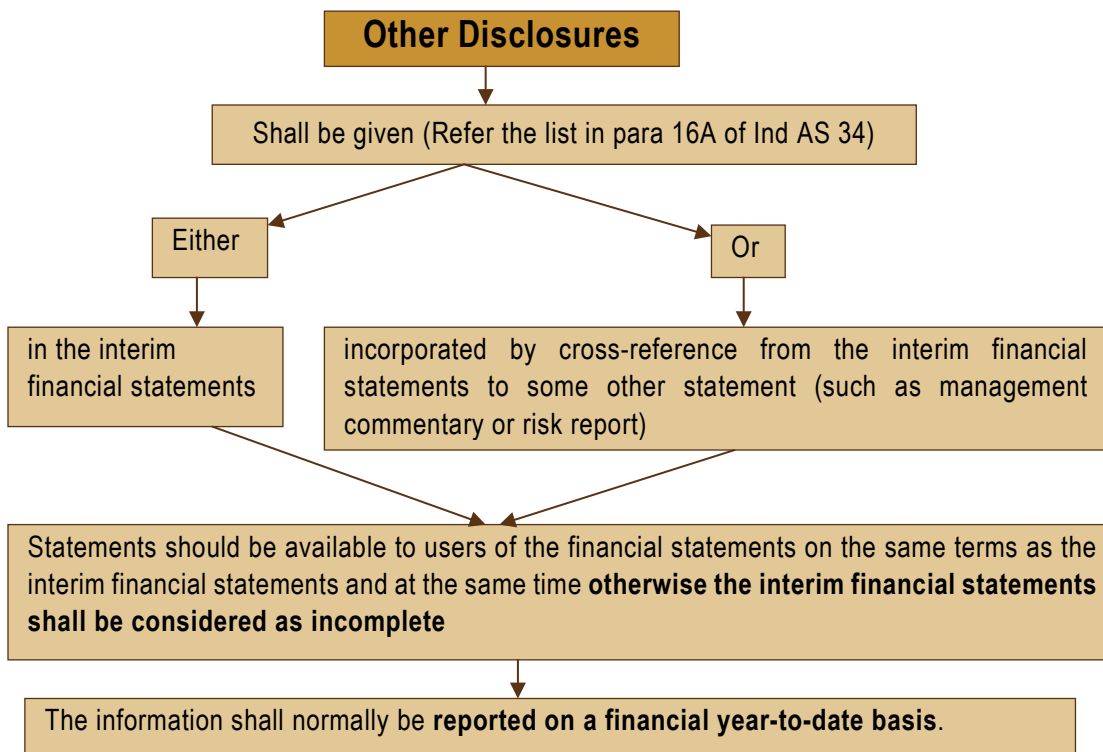 Other Disclosures
Shall be given (Refer the list in para 16A of Ind AS 34)
Either
Or
in the interim
financial statements
incorporated by cross-reference from the interim financial
statements to some other statement (such as management
commentary or risk report)
Statements should be available to users of the financial statements on the same terms as the
interim financial statements and at the same time otherwise the interim financial statements
shall be considered as incomplete
The information shall normally be reported on a financial year-to-date basis.